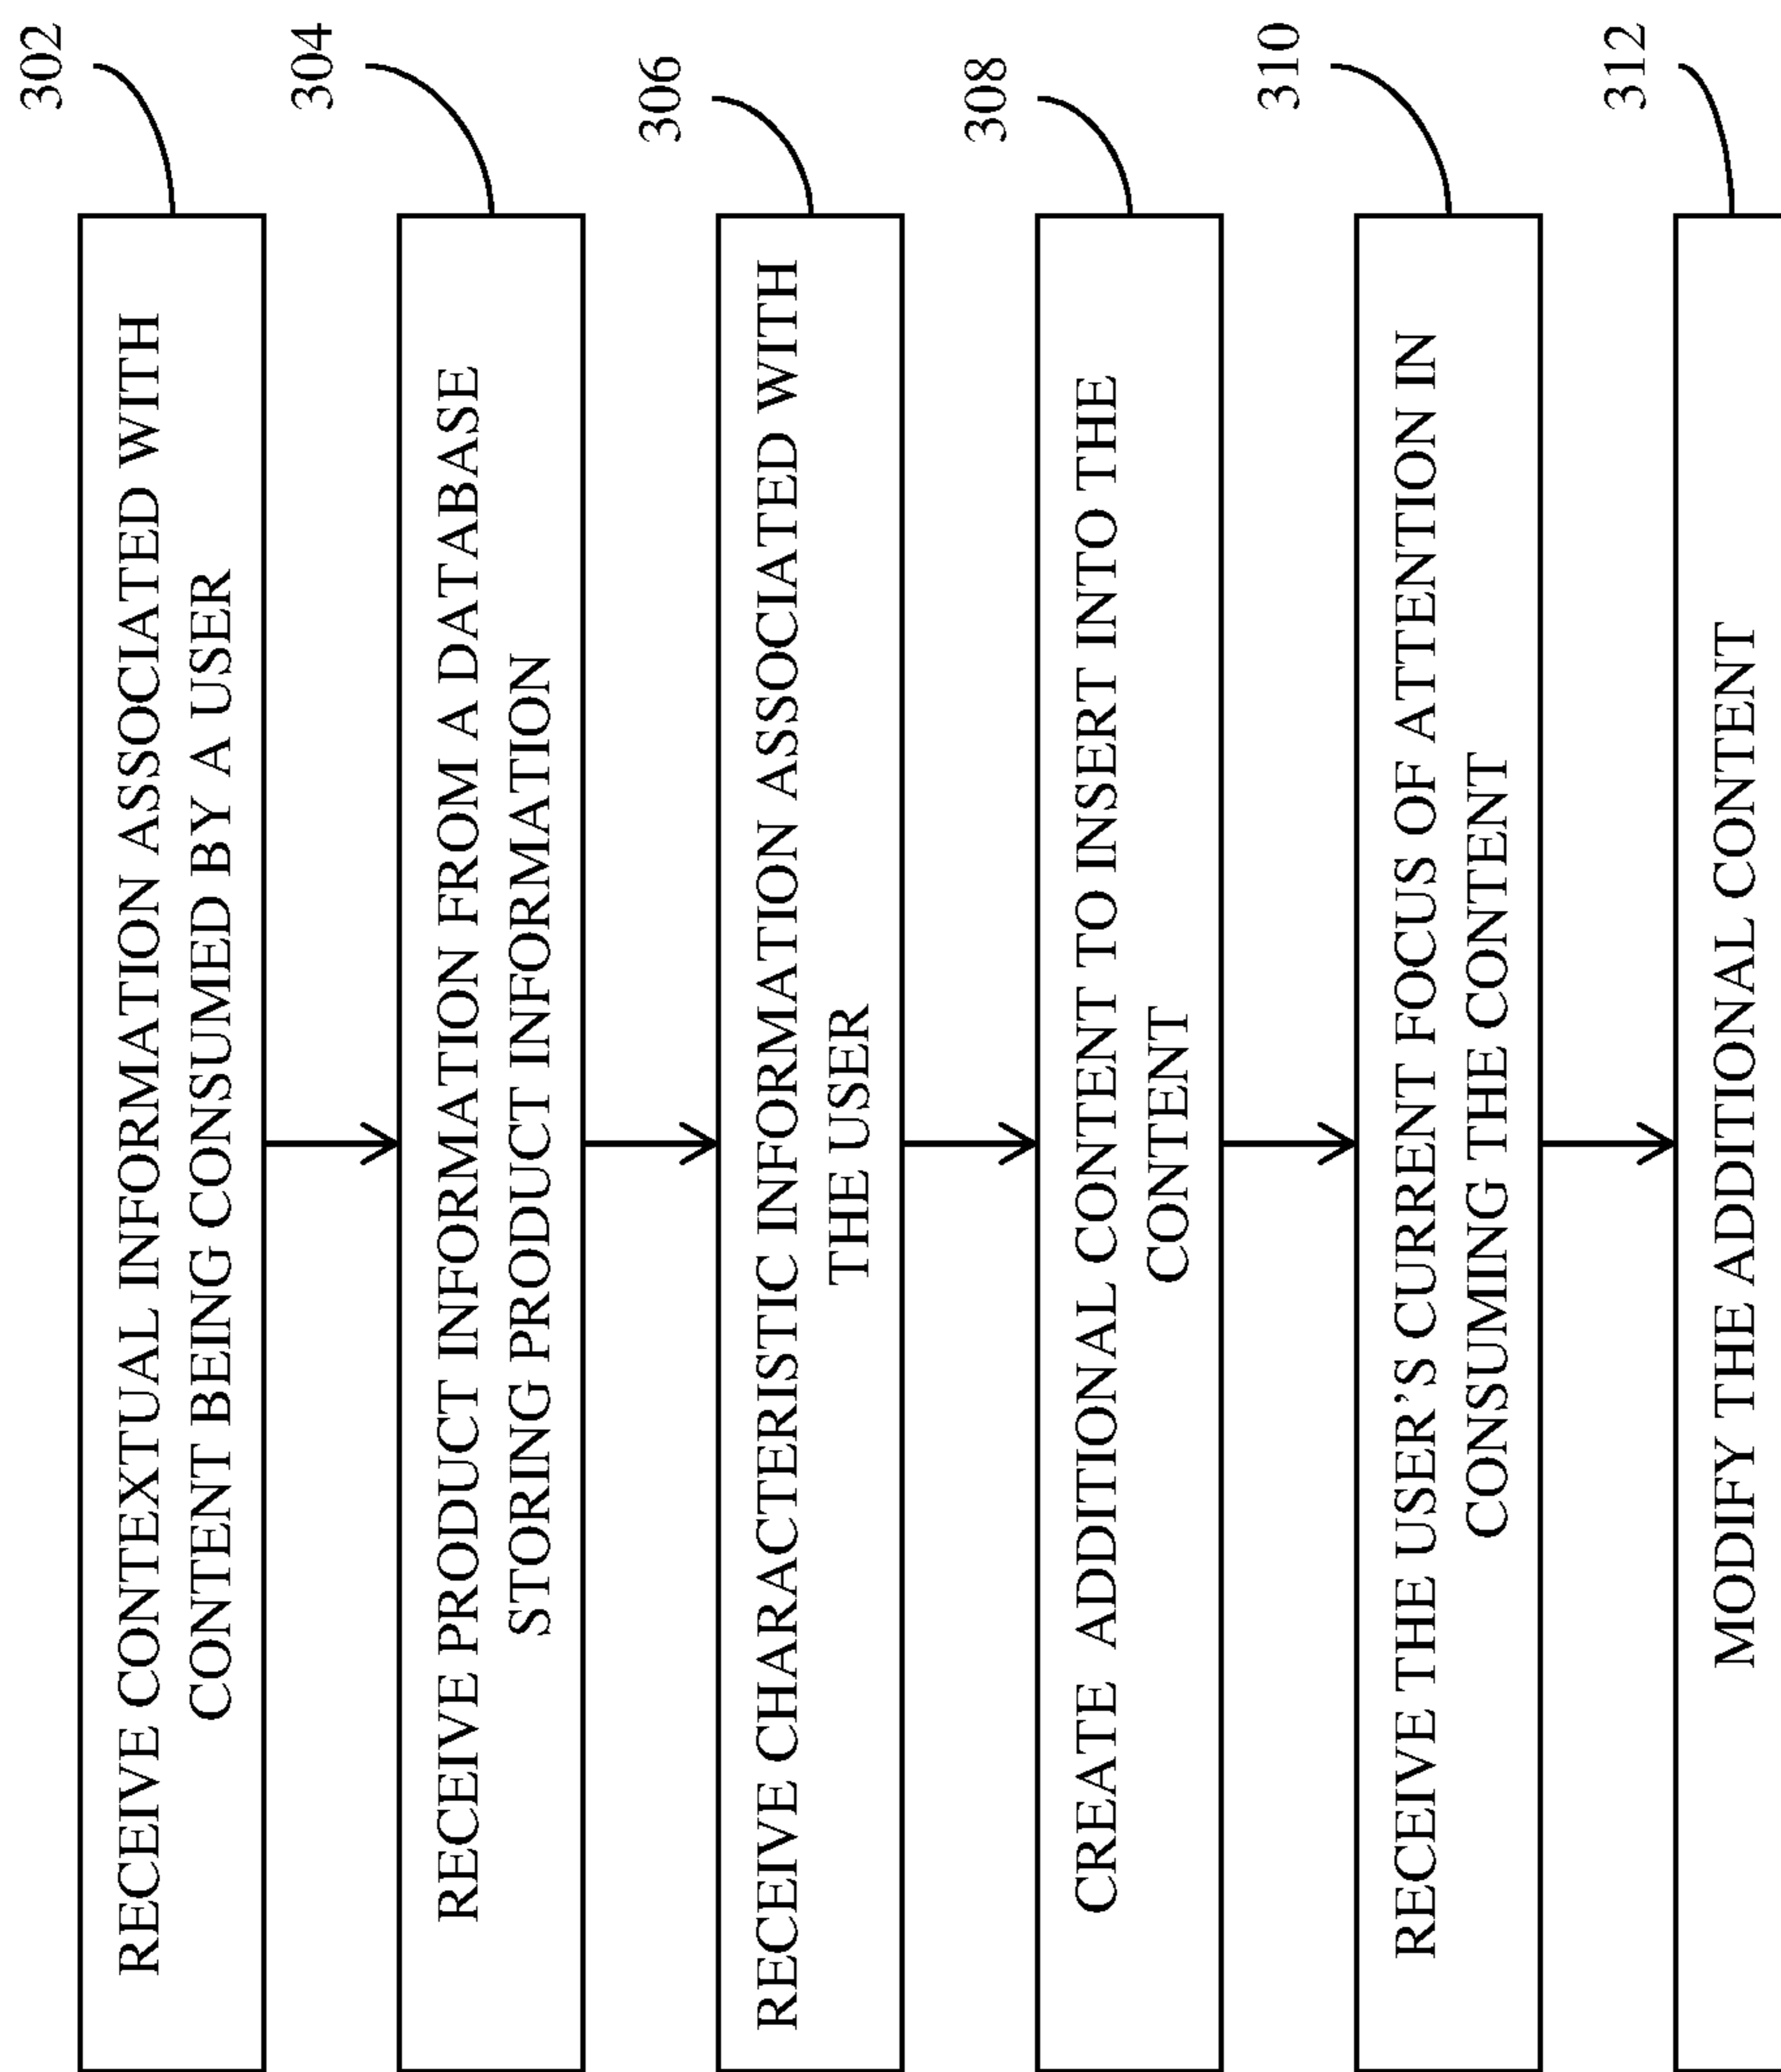 302
RECEIVE CONTEXTUAL INFORMATION ASSOCIATED WITH
CONTENT BEING CONSUMED BY A USER
304
RECEIVE PRODUCT INFORMATION FROM A DATABASE
STORING PRODUCT INFORMATION
306
RECEIVE CHARACTERISTIC INFORMATION ASSOCIATED WITH
THE USER
308
CREATE ADDITIONAL CONTENT TO INSERT INTO THE
CONTENT
310
RECEIVE THE USER’S CURRENT FOCUS OF ATTENTION IN
CONSUMING THE CONTENT
312
MODIFY THE ADDITIONAL CONTENT